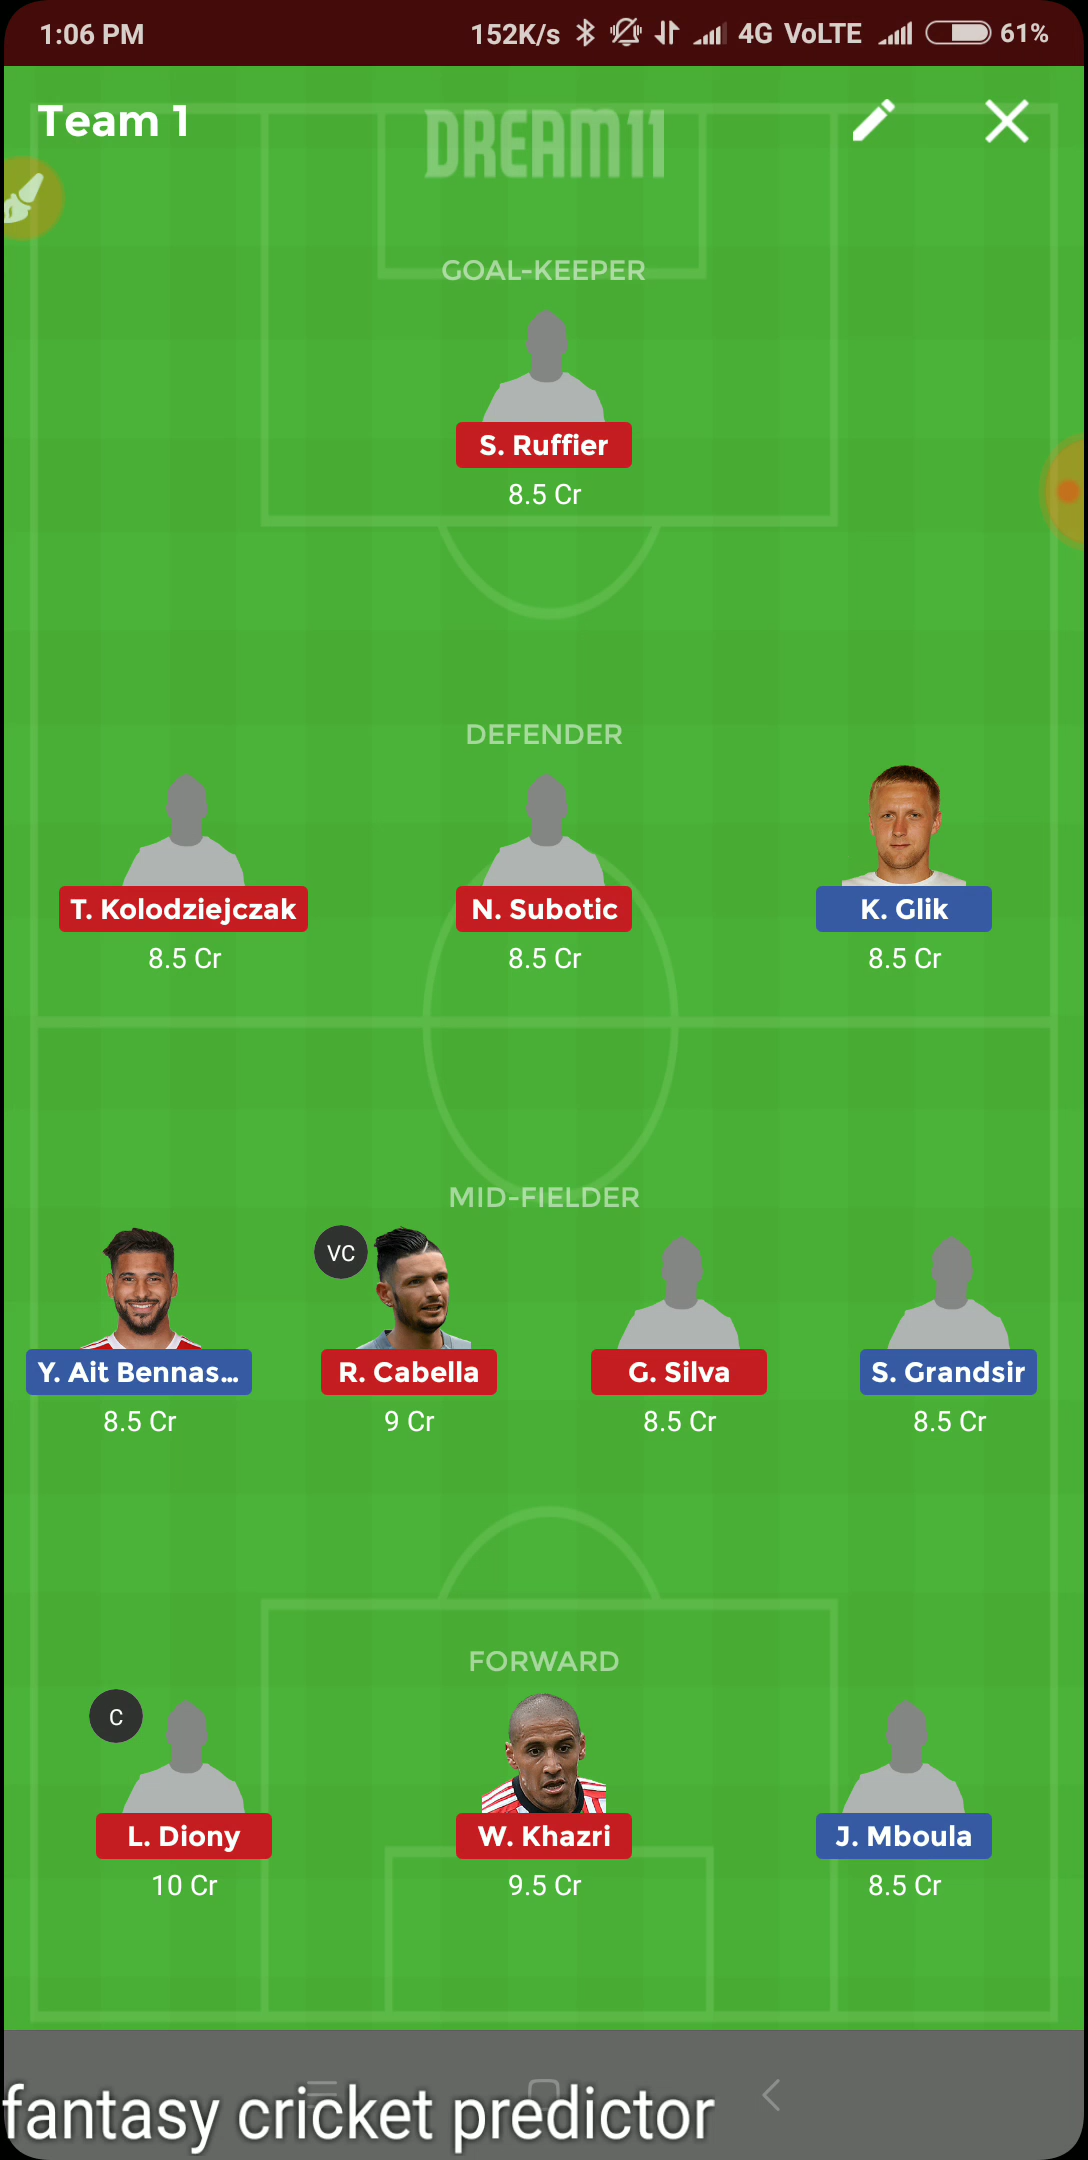 1:06 PM 152K/s 4G VoLTE 61%
Team 1
DREAM11
GOAL-KEEPER
S. Ruffier
8.5 Cr
DEFENDER
T. Kolodziejczak N. Subotic K. Glik
8.5 Cr 8.5 Cr 8.5 Cr
MID-FIELDER
VC
Y. Ait Bennas... R. Cabella G. Silva S. Grandsir
8.5 Cr 9 Cr 8.5 Cr 8.5 Cr
FORWARD
C
L. Diony W. Khazri J. Mboula
10 Cr 9.5 Cr 8.5 Cr
fantasy cricket predictor